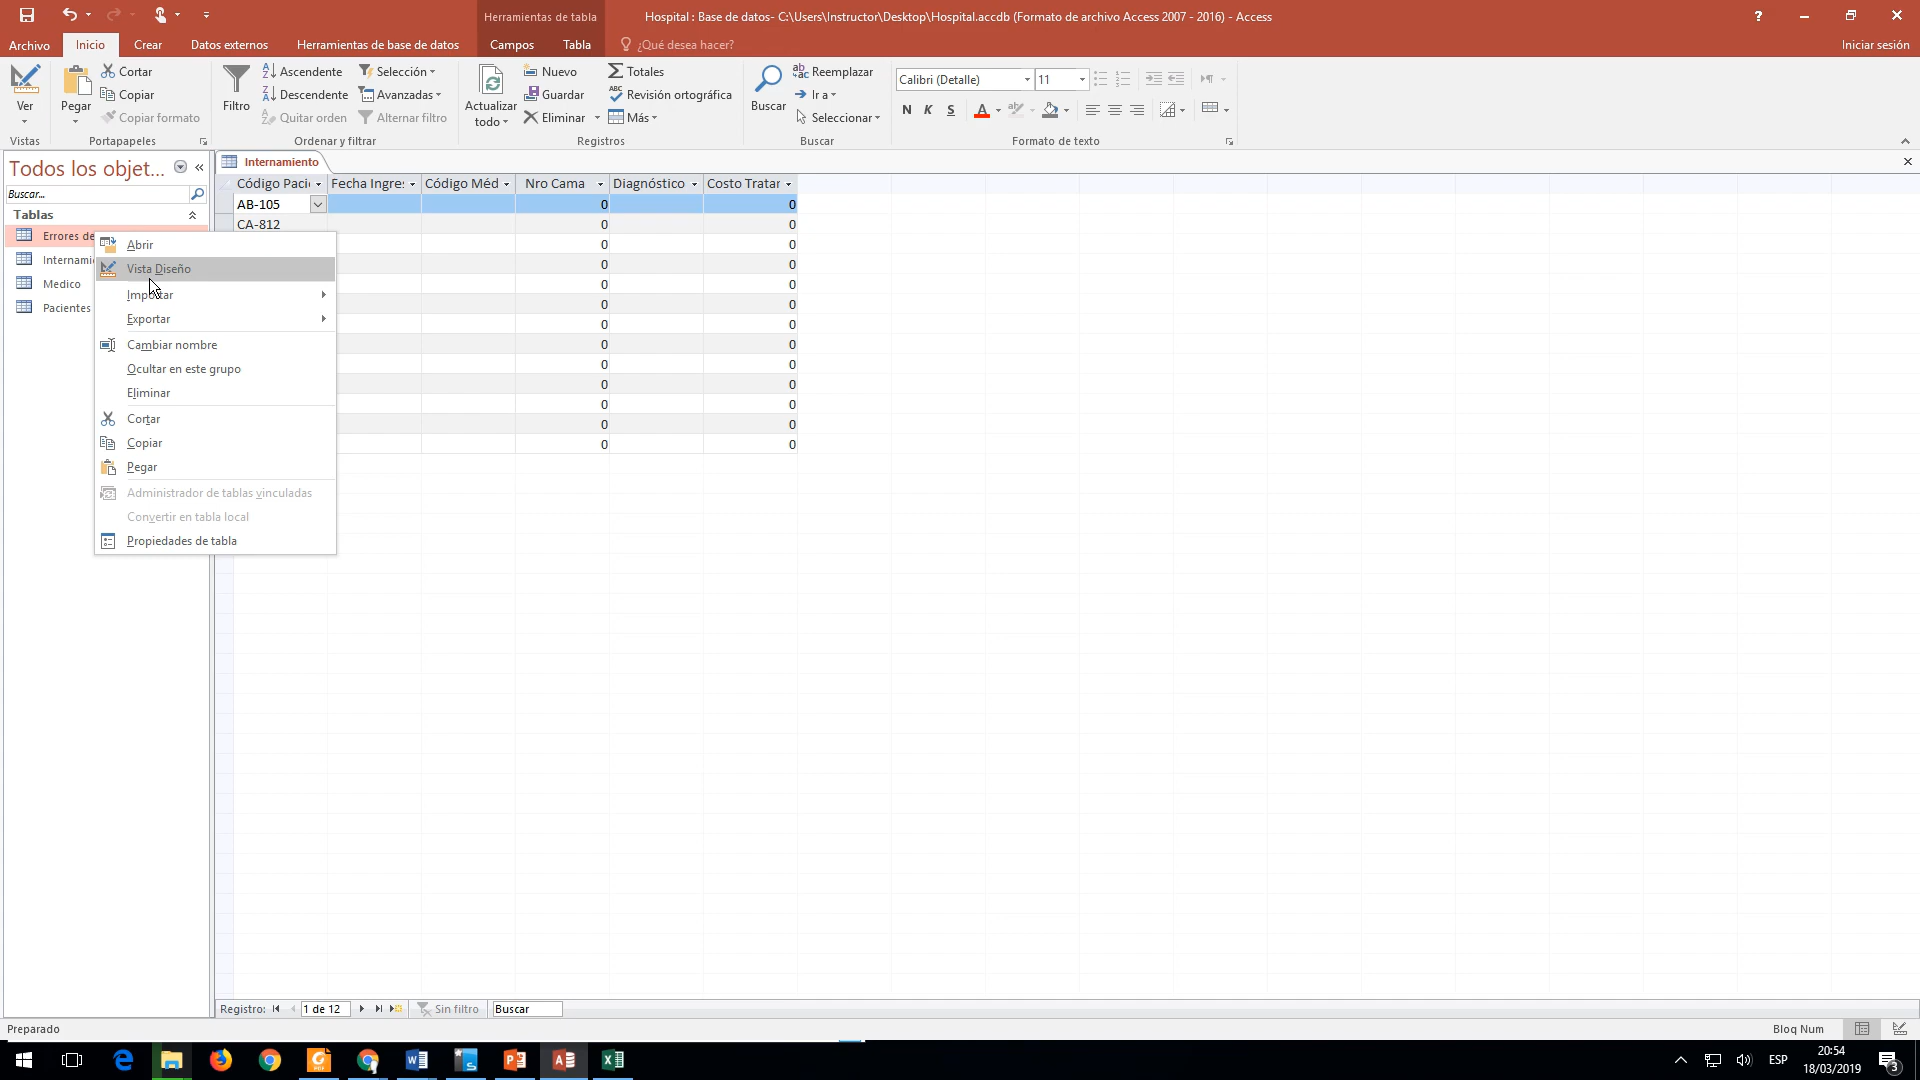 Herramientas de tabla
Hospital : Base de datos- C:\Users\Instructor\Desktop\Hospital.accdb (Formato de archivo Access 2007 - 2016) - Access
?
Archivo Inicio Crear Datos externos Herramientas de base de datos Campos Tabla ¿Qué desea hacer? Iniciar sesión
Ver
Vistas
Pegar
Cortar
Copiar
Copiar formato
Portapapeles
Filtro
Ascendente
Descendente
Quitar orden
Selección
Avanzadas
Alternar filtro
Ordenar y filtrar
Actualizar
todo
Nuevo
Guardar
Eliminar
Totales
Revisión ortográfica
Más
Registros
Buscar
Reemplazar
Ir a
Seleccionar
Buscar
Calibri (Detalle) 11
N K S
Formato de texto
Todos los objet...
Buscar...
Tablas
Errores de
Internami
Medico
Pacientes
Internamiento
Código Paci Fecha Ingre: Código Méd Nro Cama Diagnóstico Costo Tratar
AB-105 0 0
CA-812 0 0
0 0
0 0
0 0
0 0
0 0
0 0
0 0
0 0
0 0
0 0
0 0
Abrir
Vista Diseño
Importar
Exportar
Cambiar nombre
Ocultar en este grupo
Eliminar
Cortar
Copiar
Pegar
Administrador de tablas vinculadas
Convertir en tabla local
Propiedades de tabla
Registro: 1 de 12 Sin filtro Buscar
Preparado
Bloq Num
ESP
20:54
18/03/2019
3